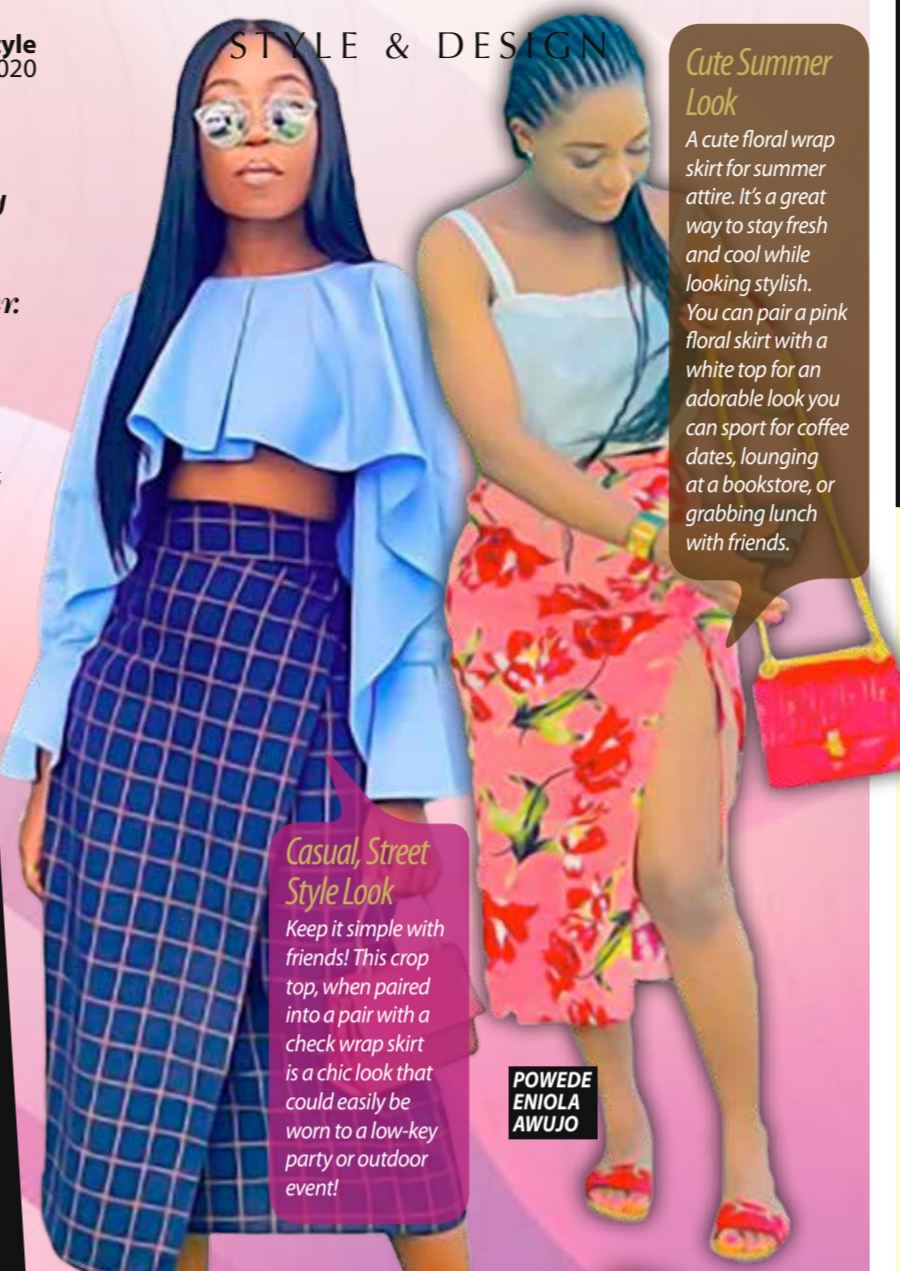 STYLE & DESIGN
Cute Summer
Look
A cute floral wrap
skirt for summer
attire. It's a great
way to stay fresh
and cool while
looking stylish.
You can pair a pink
floral skirt with a
white top for an
adorable look you
can sport for coffee
dates, lounging
at a bookstore, or
grabbing lunch
with friends.
Casual, Street
Style Look
Keep it simple with
friends! This crop
top, when paired
into a pair with a
check wrap skirt
is a chic look that
could easily be
worn to a low-key
party or outdoor
event!
POWEDE
ENIOLA
AWUJO